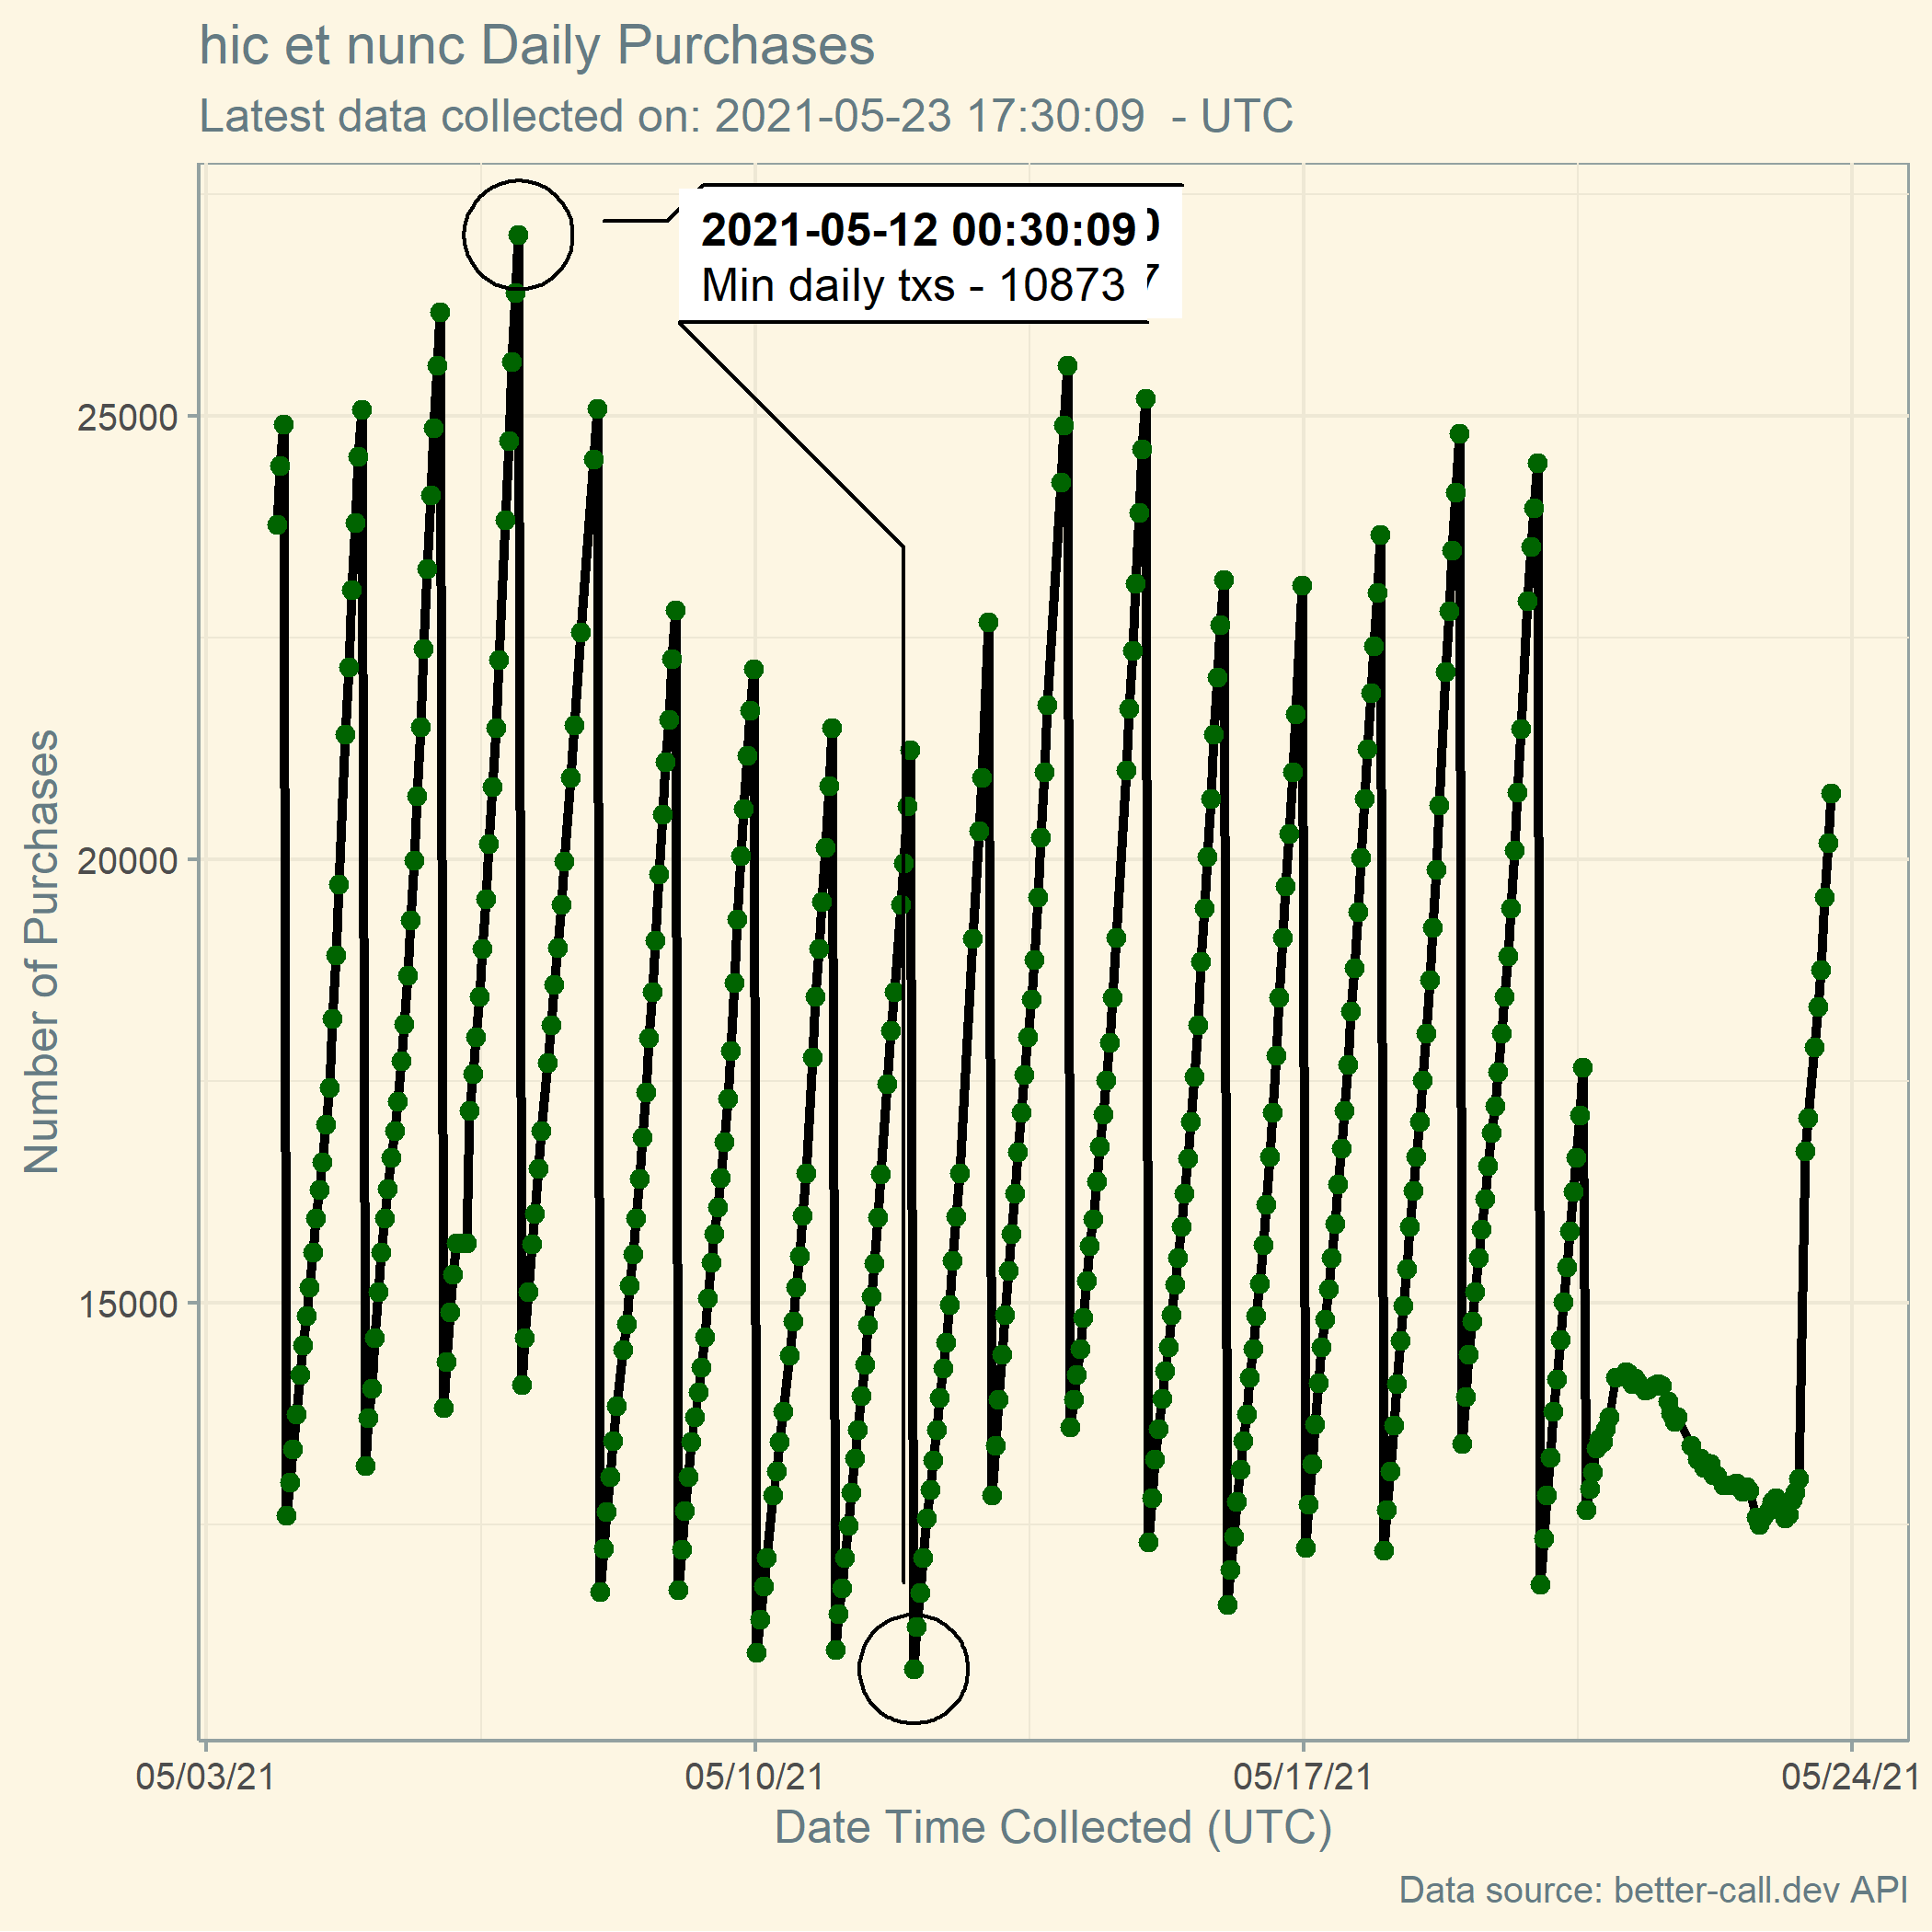 hic et nunc Daily Purchases
Latest data collected on: 2021-05-23 17:30:09 - UTC
2021-05-12 00:30:09
Min daily txs - 10873
25000
20000
15000
Number of Purchases
05/03/21
05/10/21
05/17/21
05/24/21
Date Time Collected (UTC)
Data source: better-call.dev API